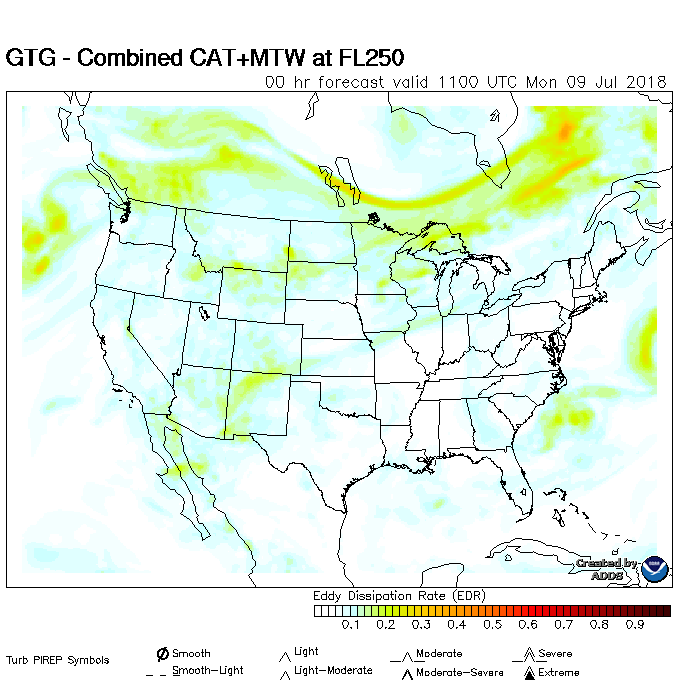 GTG - Combined CAT+MTW at FL250
00 hr forecast valid 1100 UTC Mon 09 Jul 2018
Created by
ADDS
Eddy Dissipation Rate (EDR)
0.1 0.2 0.3 0.4 0.5 0.6 0.7 0.8 0.9
Turb PIREP Symbols
Smooth Light Moderate Severe
Smooth-Light Light-Moderate Moderate-Severe Extreme